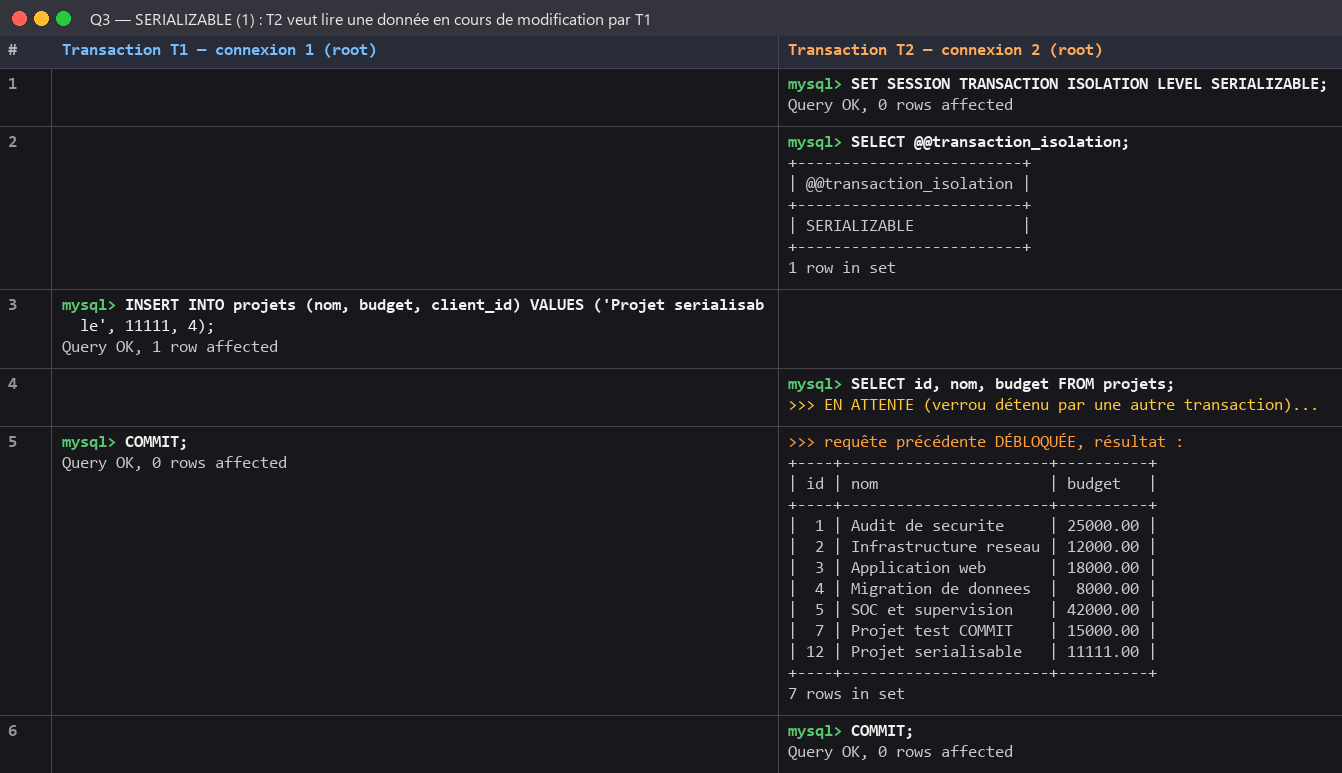 Q3 — SERIALIZABLE (1) : T2 veut lire une donnée en cours de modification par T1
# Transaction T1 — connexion 1 (root) Transaction T2 — connexion 2 (root)
1 mysql> SET SESSION TRANSACTION ISOLATION LEVEL SERIALIZABLE;
Query OK, 0 rows affected
2 mysql> SELECT @@transaction_isolation;
+-------------------------+
| @@transaction_isolation |
+-------------------------+
| SERIALIZABLE            |
+-------------------------+
1 row in set
3 mysql> INSERT INTO projets (nom, budget, client_id) VALUES ('Projet serialisab
le', 11111, 4);
Query OK, 1 row affected
4 mysql> SELECT id, nom, budget FROM projets;
>>> EN ATTENTE (verrou détenu par une autre transaction)...
5 mysql> COMMIT;
Query OK, 0 rows affected
>>> requête précédente DÉBLOQUÉE, résultat :
+----+-----------------------+----------+
| id | nom                   | budget   |
+----+-----------------------+----------+
|  1 | Audit de securite     | 25000.00 |
|  2 | Infrastructure reseau | 12000.00 |
|  3 | Application web       | 18000.00 |
|  4 | Migration de donnees  |  8000.00 |
|  5 | SOC et supervision    | 42000.00 |
|  7 | Projet test COMMIT    | 15000.00 |
| 12 | Projet serialisable   | 11111.00 |
+----+-----------------------+----------+
7 rows in set
6 mysql> COMMIT;
Query OK, 0 rows affected